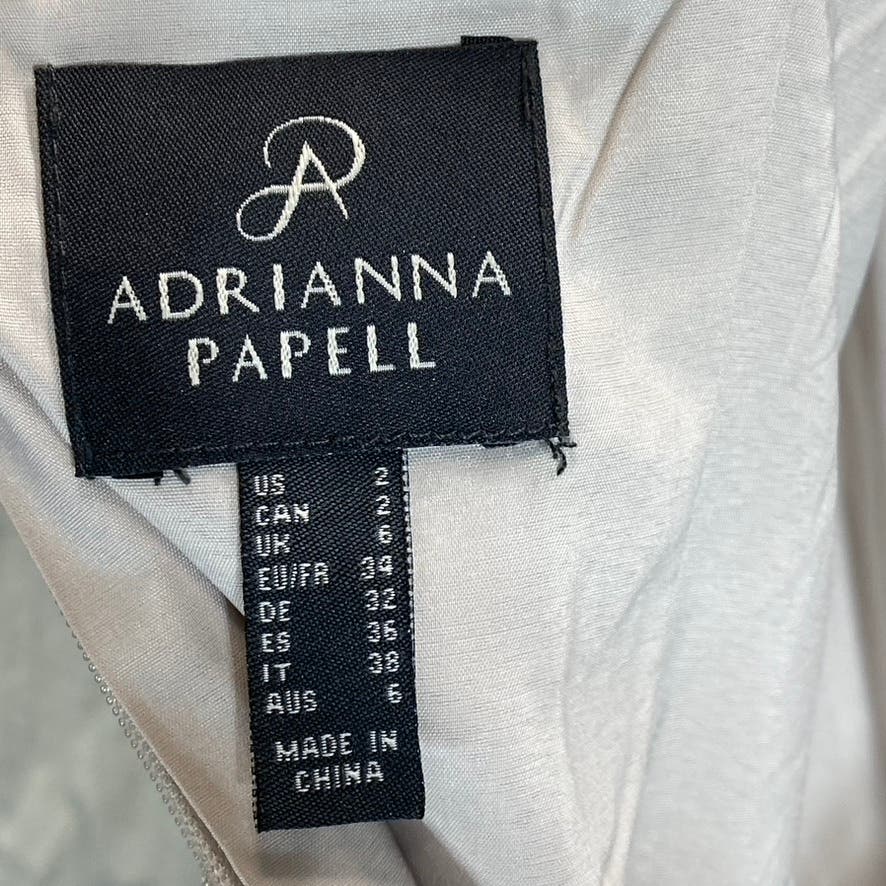 ADRIANNA
PAPELL
US 2
CAN 2
UK 6
EU/FR 34
DE 32
ES 36
IT 38
AUS 6
MADE IN
CHINA